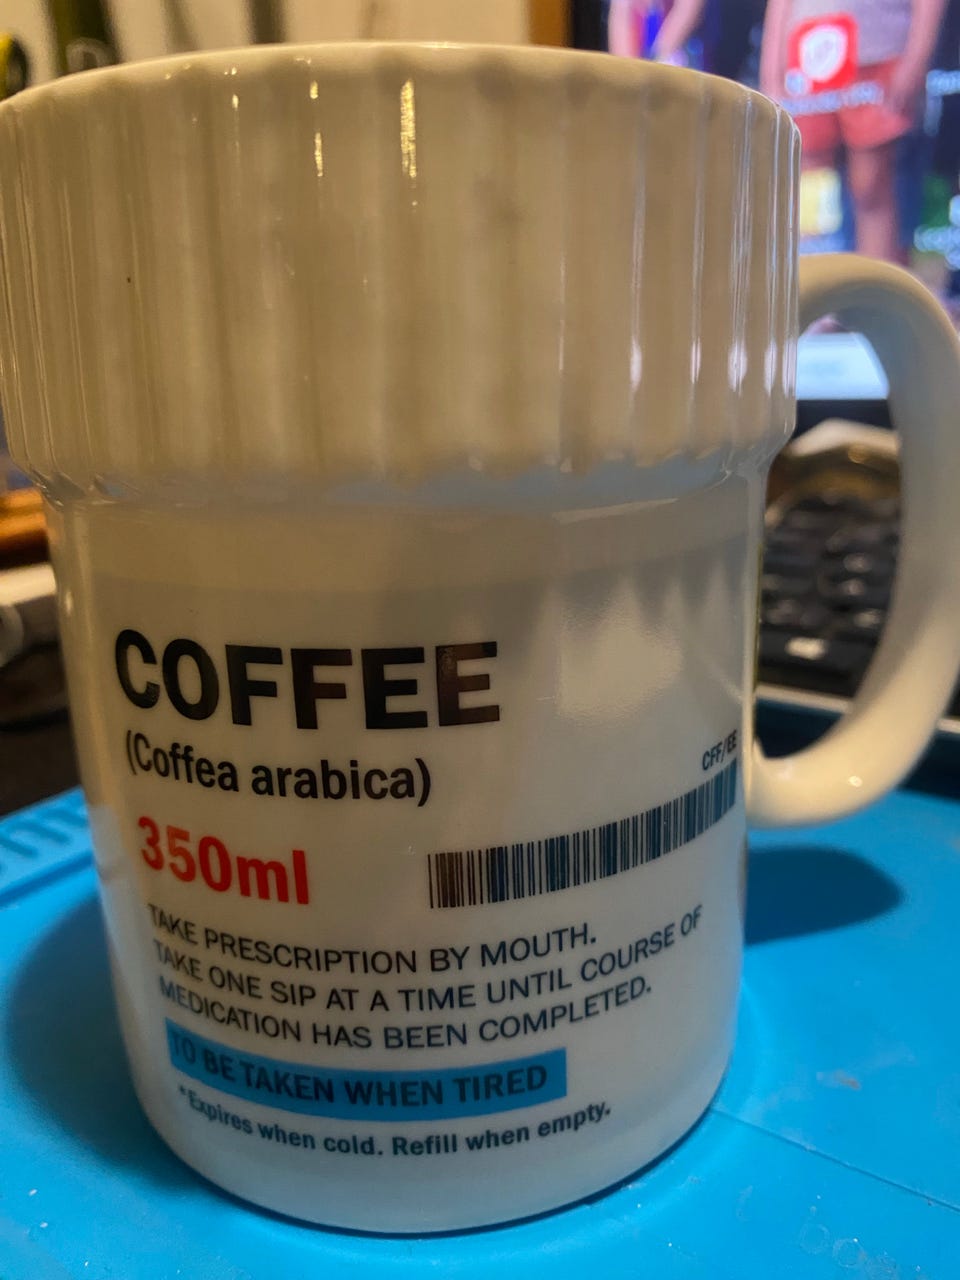 COFFEE
(Coffea arabica)
350ml
CFF/EE
TAKE PRESCRIPTION BY MOUTH.
TAKE ONE SIP AT A TIME UNTIL COURSE OF
MEDICATION HAS BEEN COMPLETED.
TO BE TAKEN WHEN TIRED
*Expires when cold. Refill when empty.